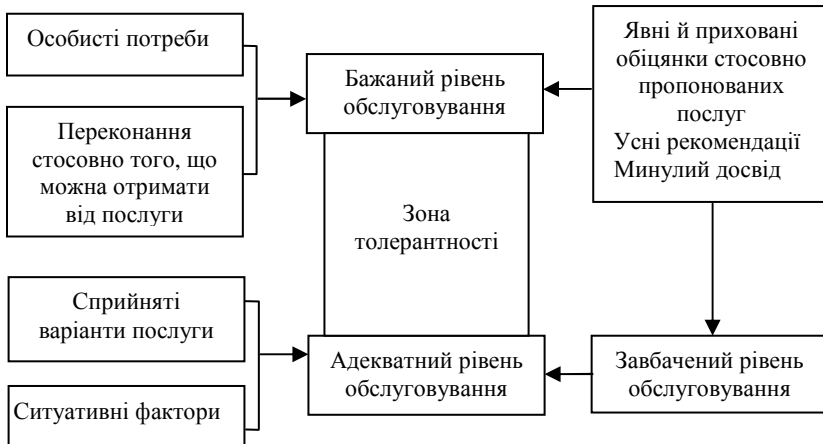 Особисті потреби
Переконання
стосовно того, що
можна отримати
від послуги
Бажаний рівень
обслуговування
Явні й приховані
обіцянки стосовно
пропонованих
послуг
Усні рекомендації
Минулий досвід
Зона
толерантності
Сприйняті
варіанти послуги
Ситуативні фактори
Адекватний рівень
обслуговування
Завбачений рівень
обслуговування